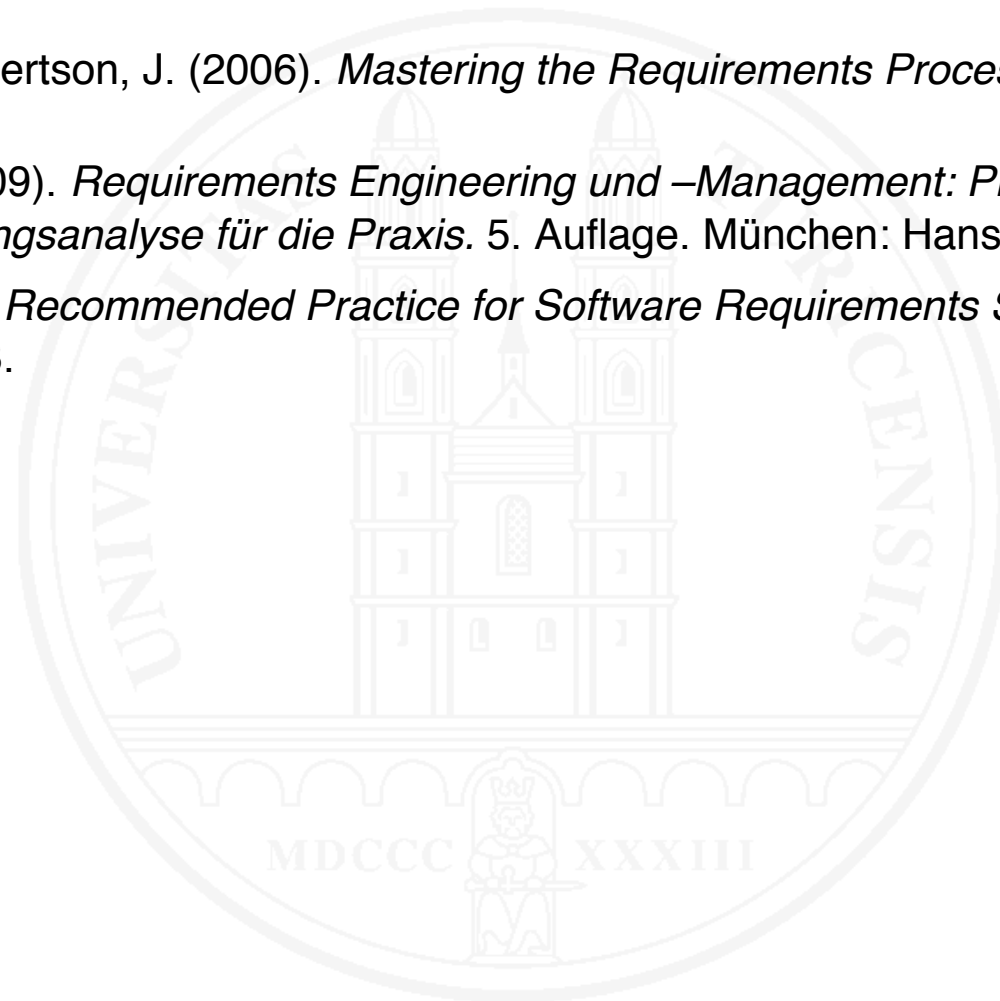 ertson, J. (2006). Mastering the Requirements Proces
09). Requirements Engineering und –Management: P
ngsanalyse für die Praxis. 5. Auflage. München: Hans
Recommended Practice for Software Requirements S
.
UNIVERSITAS TURICENSIS
MDCCC XXXIII